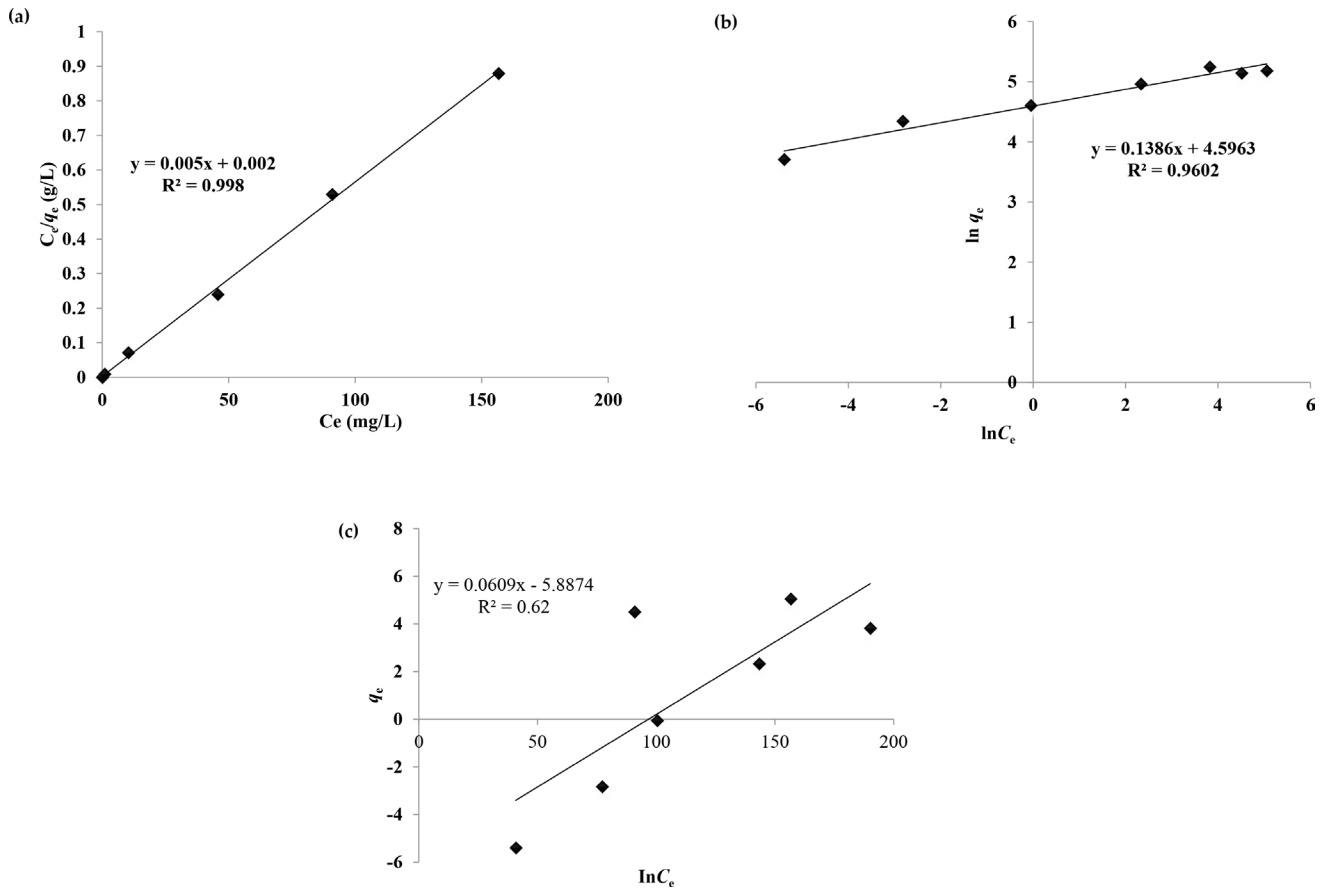 (a)
1
0.9
0.8
0.7
0.6
0.5
0.4
0.3
0.2
0.1
0
y = 0.005x + 0.002
R² = 0.998
Ce/qe (g/L)
0 50 100 150 200
Ce (mg/L)
(b)
6
5
4
3
2
1
0
y = 0.1386x + 4.5963
R² = 0.9602
ln qe
-6 -4 -2 0 2 4 6
lnCe
(c)
8
6
4
2
0
-2
-4
-6
y = 0.0609x - 5.8874
R² = 0.62
qe
0 50 100 150 200
InCe